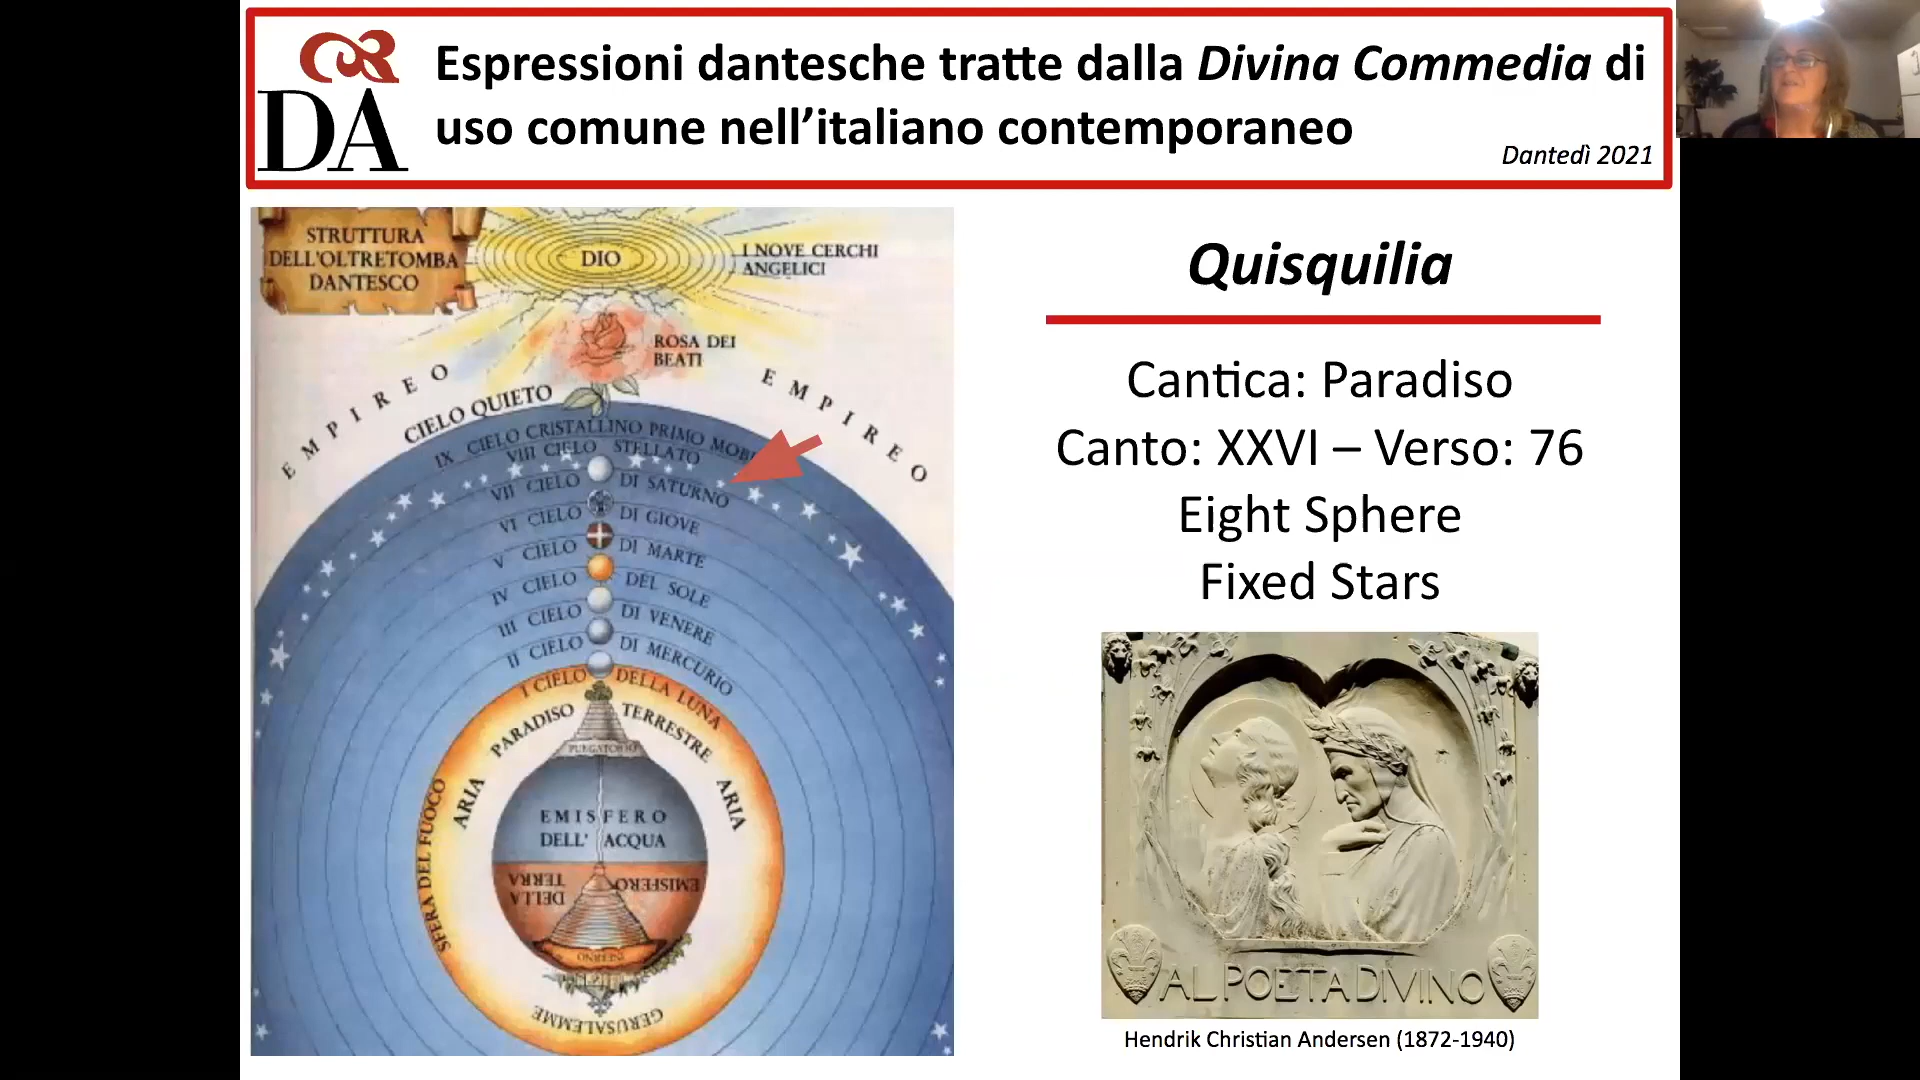 DA
Espressioni dantesche tratte dalla Divina Commedia di
uso comune nell’italiano contemporaneo
Dantedì 2021
STRUTTURA
DELL'OLTRETOMBA
DANTESCO
DIO
I NOVE CERCHI
ANGELICI
ROSA DEI
BEATI
EMPIREO
EMPIREO
CIELO QUIETO
IX CIELO CRISTALLINO PRIMO MOBI
VIII CIELO STELLATO
VII CIELO DI SATURNO
VI CIELO DI GIOVE
V CIELO DI MARTE
IV CIELO DEL SOLE
III CIELO DI VENERE
II CIELO DI MERCURIO
I CIELO DELLA LUNA
PARADISO TERRESTRE
PURGATORIO
ARIA
ARIA
SFERA DEL FUOCO
EMISFERO
DELL' ACQUA
EMISFERO
DELLA
TERRA
INFERNO
GERUSALEMME
Quisquilia
Cantica: Paradiso
Canto: XXVI – Verso: 76
Eight Sphere
Fixed Stars
AL POETA DIVINO
Hendrik Christian Andersen (1872-1940)